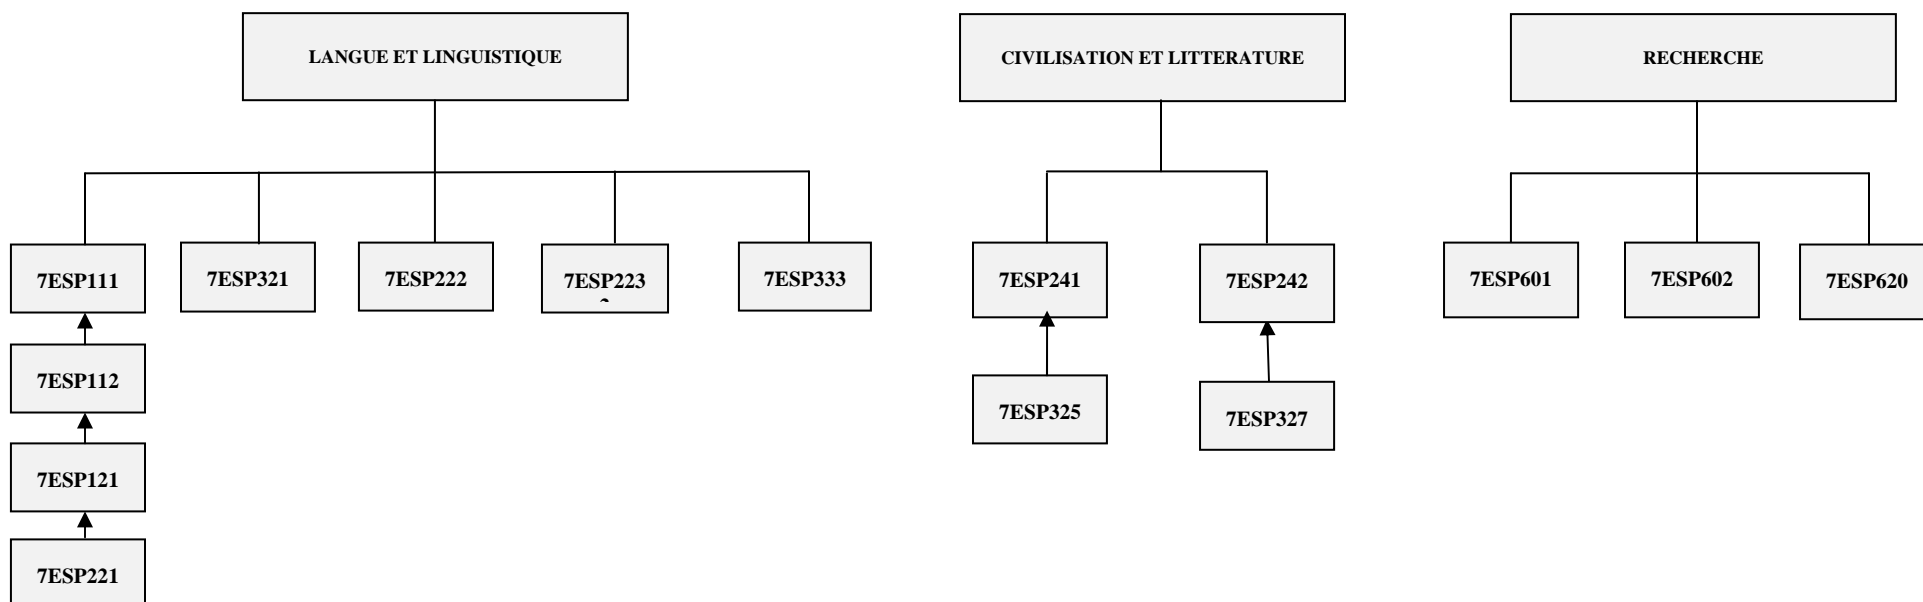 LANGUE ET LINGUISTIQUE
CIVILISATION ET LITTERATURE
RECHERCHE
7ESP111
7ESP321
7ESP222
7ESP223
7ESP333
7ESP241
7ESP242
7ESP601
7ESP602
7ESP620
7ESP112
7ESP325
7ESP327
7ESP121
7ESP221